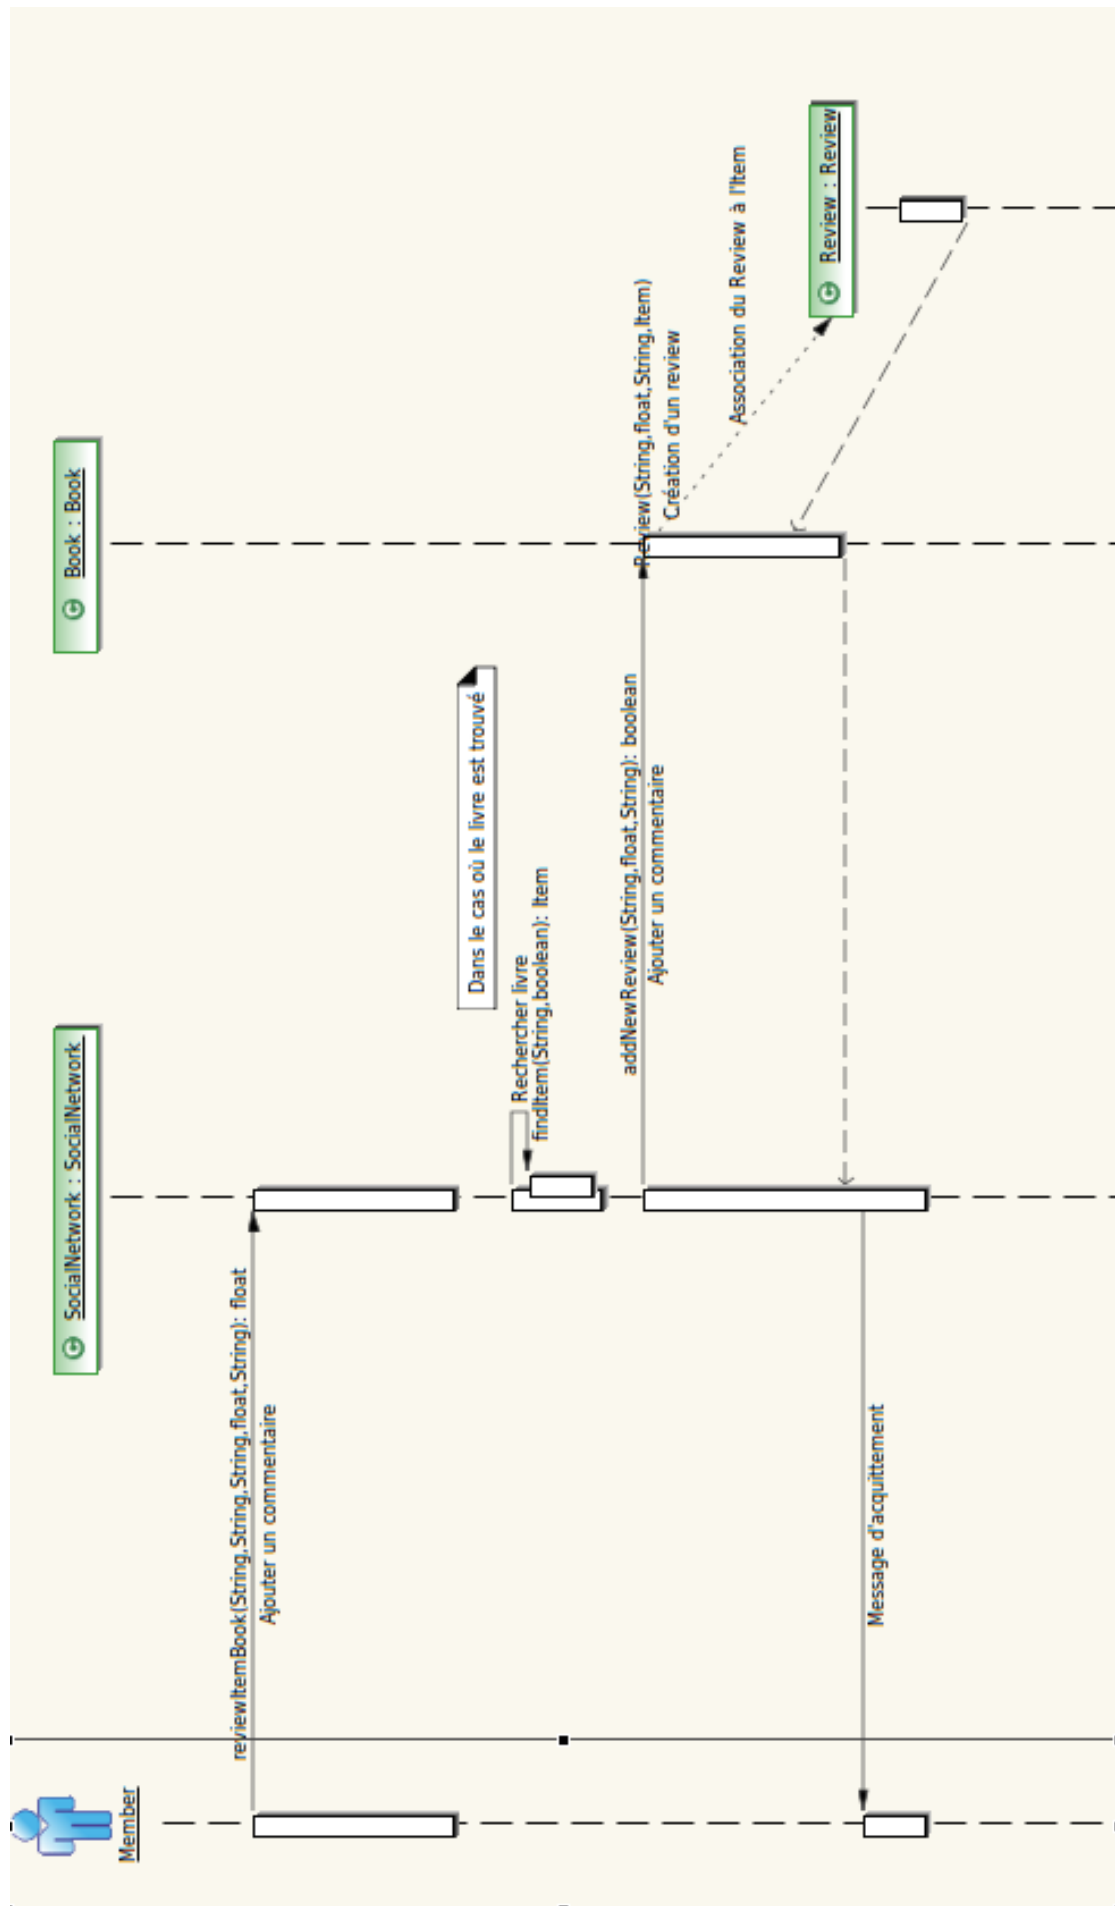 Member
SocialNetwork : SocialNetwork
Book : Book
Review : Review
reviewItemBook(String,String,String,float,String): float
Ajouter un commentaire
Dans le cas où le livre est trouvé
Rechercher livre
findItem(String,boolean): Item
addNewReview(String,float,String): boolean
Ajouter un commentaire
Review(String,float,String,Item)
Création d'un review
Association du Review à l'Item
Message d'acquittement